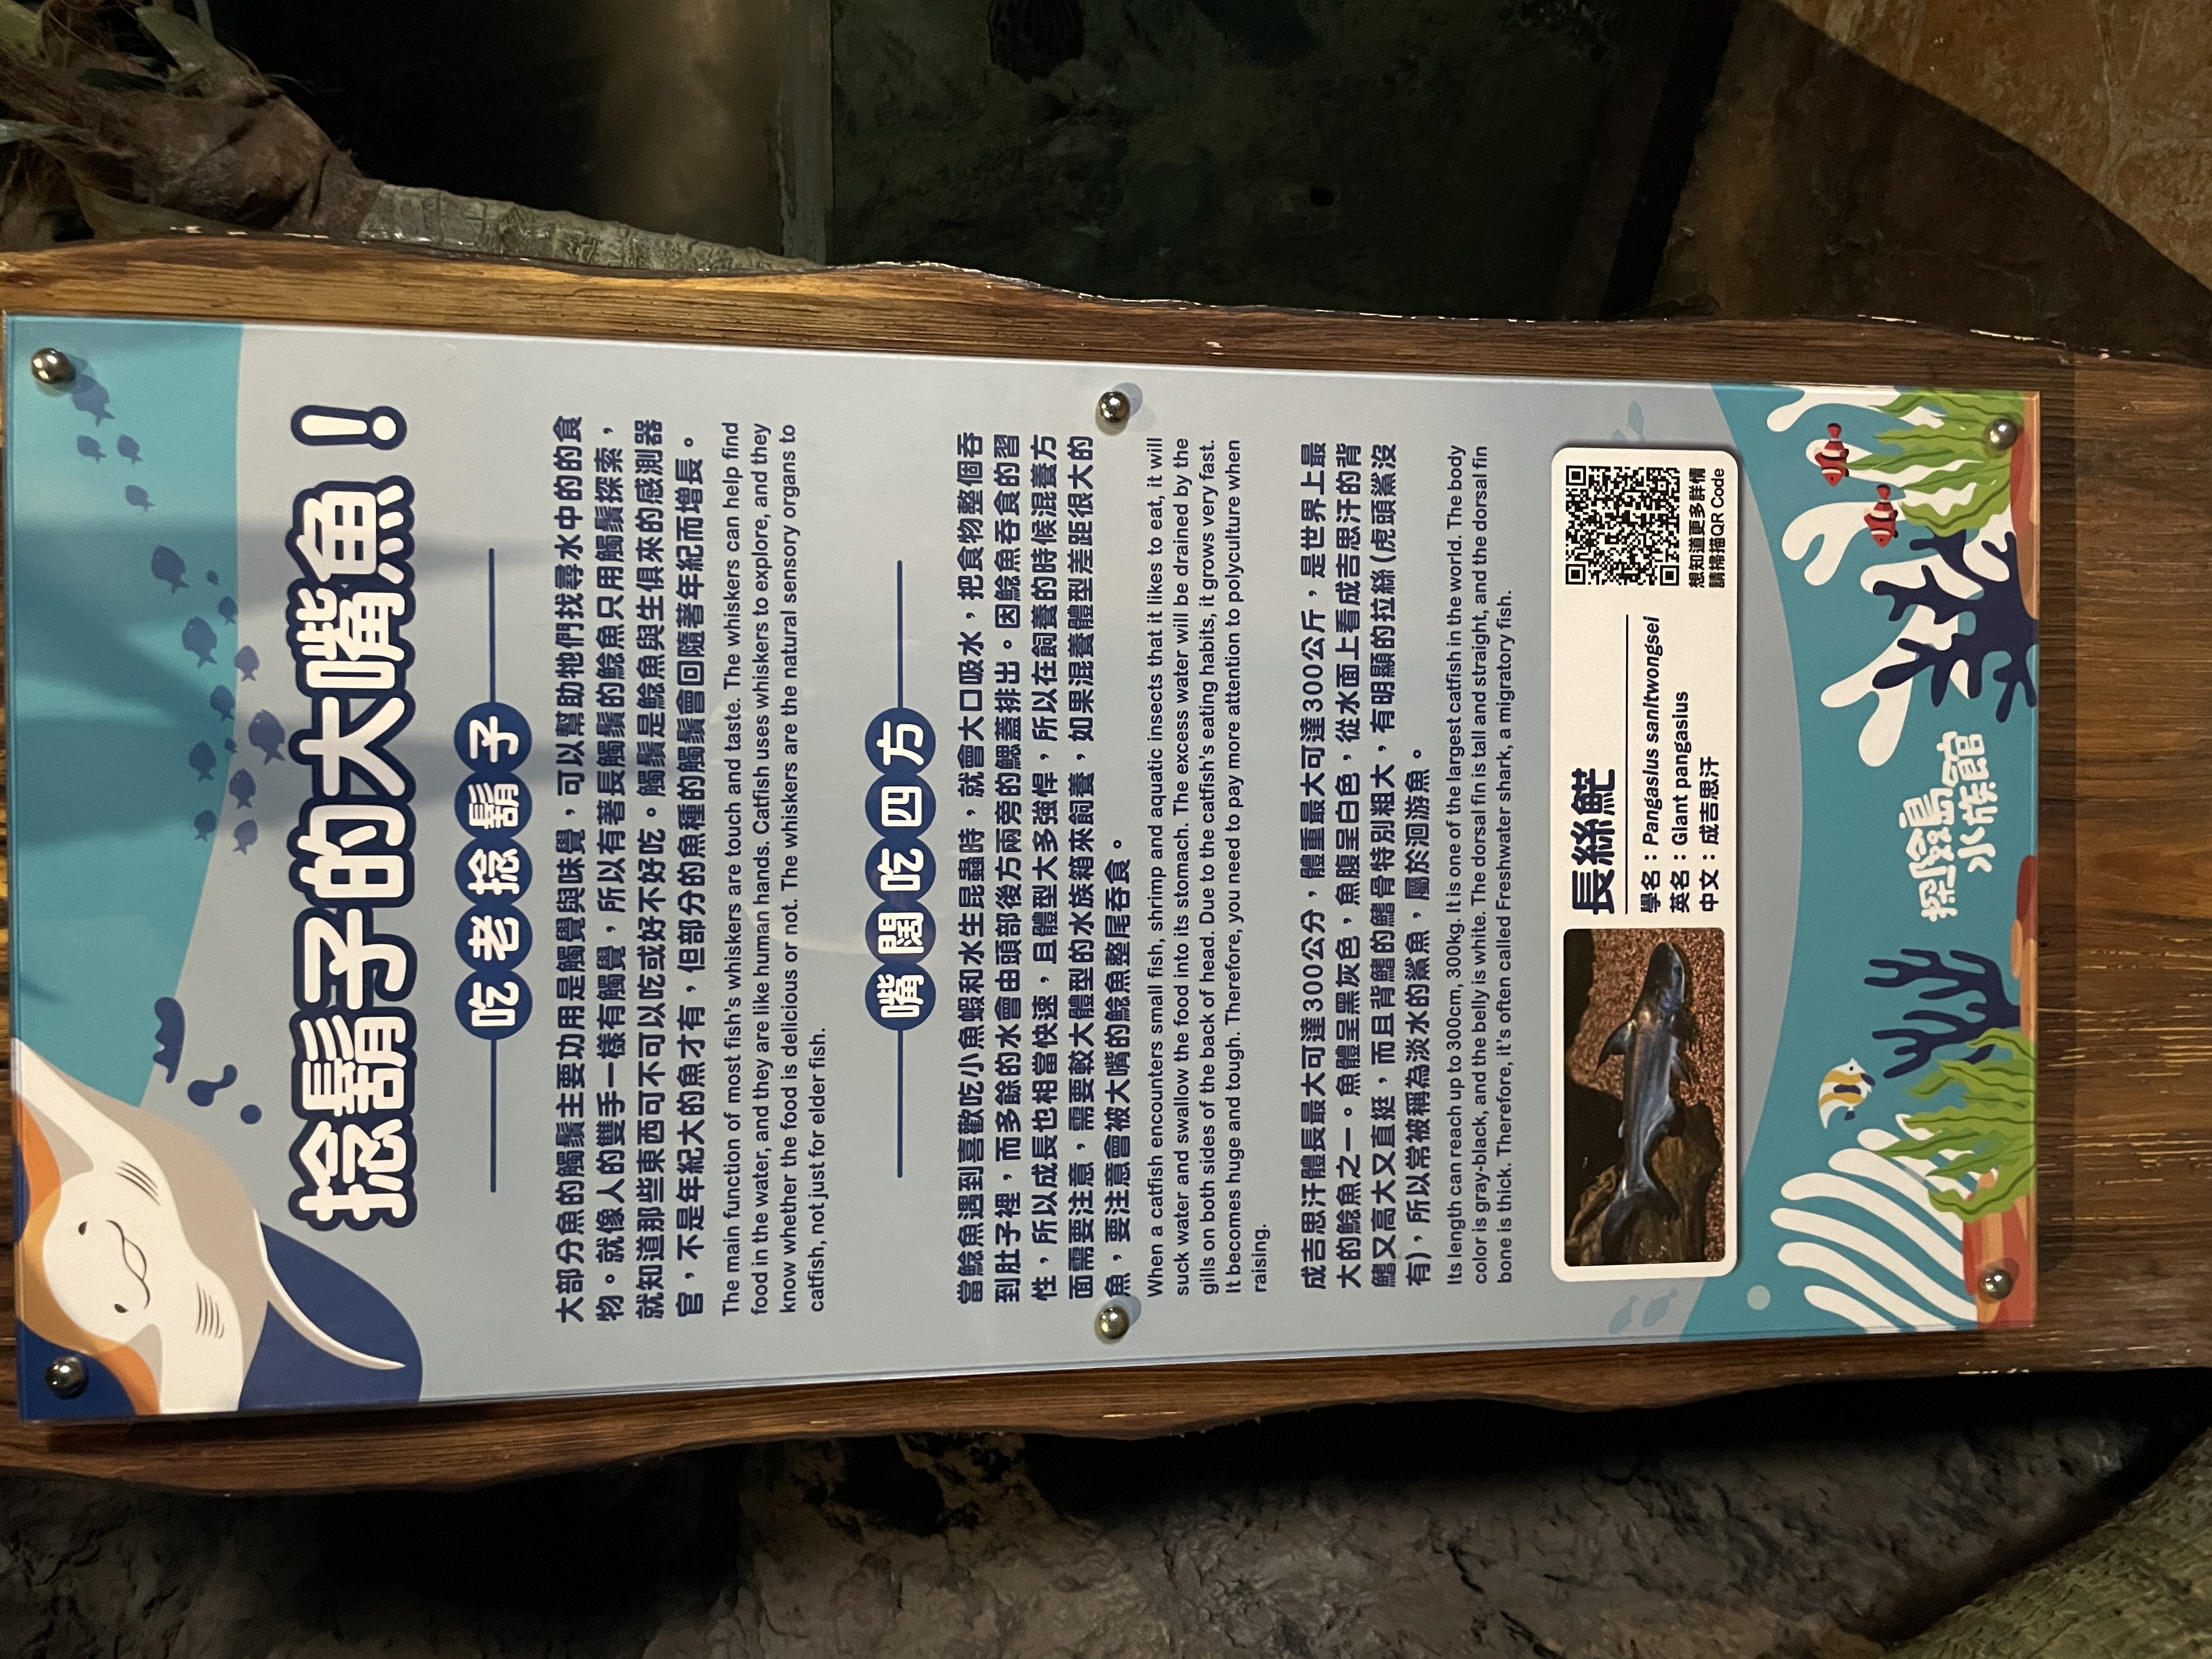 捻鬍子的大嘴魚！
吃老捻鬍子
大部分魚的觸鬚主要功用是觸覺與味覺，可以幫助牠們找尋水中的的食
物。就像人的雙手一樣有觸覺，所以有著長觸鬚的鯰魚只用觸鬚探索，
就知道那些東西可不可以吃或好不好吃。觸鬚是鯰魚與生俱來的感測器
官，不是年紀大的魚才有，但部分的魚種的觸鬚會回隨著年紀而增長。
The main function of most fish's whiskers are touch and taste. The whiskers can help find
food in the water, and they are like human hands. Catfish uses whiskers to explore, and they
know whether the food is delicious or not. The whiskers are the natural sensory organs to
catfish, not just for elder fish.
嘴闊吃四方
當鯰魚遇到喜歡吃小魚蝦和水生昆蟲時，就會大口吸水，把食物整個吞
到肚子裡，而多餘的水會由頭部後方兩旁的鰓蓋排出。因鯰魚吞食的習
性，所以成長也相當快速，且體型大多強悍，所以在飼養的時候混養方
面需要注意，需要較大體型的水族箱來飼養，如果混養體型差距很大的
魚，要注意會被大嘴的鯰魚整尾吞食。
When a catfish encounters small fish, shrimp and aquatic insects that it likes to eat, it will
suck water and swallow the food into its stomach. The excess water will be drained by the
gills on both sides of the back of head. Due to the catfish's eating habits, it grows very fast.
It becomes huge and tough. Therefore, you need to pay more attention to polyculture when
raising.
成吉思汗體長最大可達300公分，體重最大可達300公斤，是世界上最
大的鯰魚之一。魚體呈黑灰色，魚腹呈白色，從水面上看成吉思汗的背
鰭又高大又直挺，而且背鰭的鰭骨特別粗大，有明顯的拉絲(虎頭鯊沒
有)，所以常被稱為淡水的鯊魚，屬於洄游魚。
Its length can reach up to 300cm, 300kg. It is one of the largest catfish in the world. The body
color is gray-black, and the belly is white. The dorsal fin is tall and straight, and the dorsal fin
bone is thick. Therefore, it's often called Freshwater shark, a migratory fish.
長絲𩷶
學名：Pangasius sanitwongsei
英名：Giant pangasius
中文：成吉思汗
想知道更多詳情
請掃描QR Code
探險島
水族館